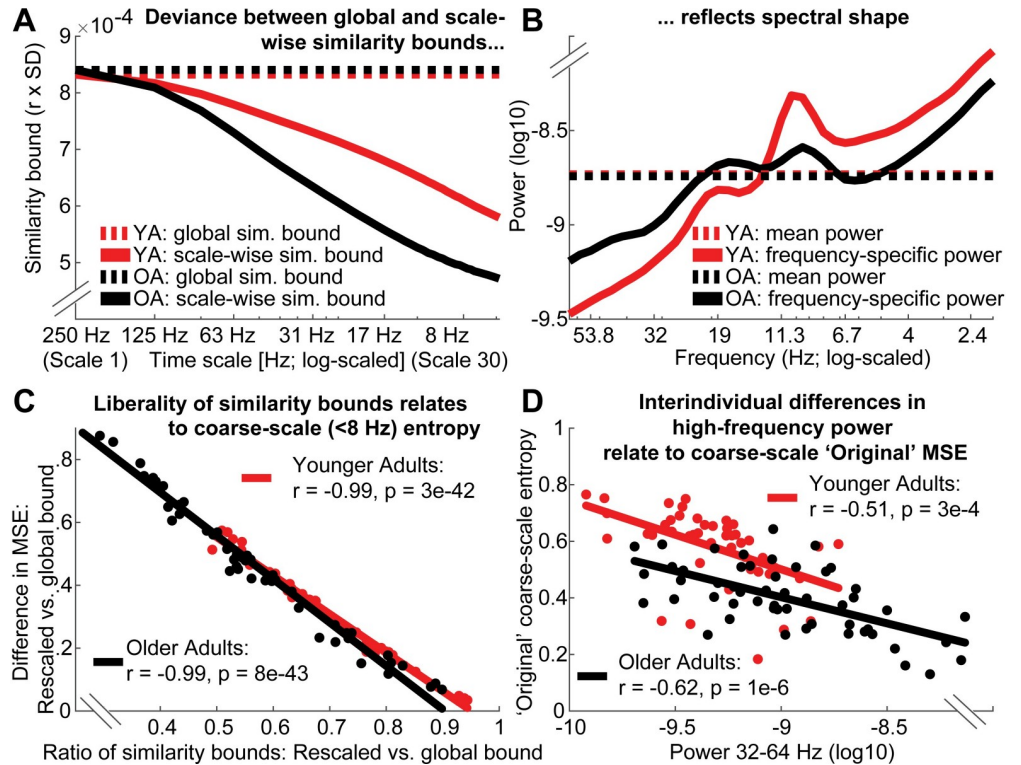 A
Deviance between global and scale-
wise similarity bounds...
×10⁻⁴
9
8
7
6
5
Similarity bound (r x SD)
YA: global sim. bound
YA: scale-wise sim. bound
OA: global sim. bound
OA: scale-wise sim. bound
250 Hz 125 Hz 63 Hz 31 Hz 17 Hz 8 Hz
(Scale 1) Time scale [Hz; log-scaled] (Scale 30)
B
... reflects spectral shape
-8.5
-9
-9.5
Power (log10)
YA: mean power
YA: frequency-specific power
OA: mean power
OA: frequency-specific power
53.8 32 19 11.3 6.7 4 2.4
Frequency (Hz; log-scaled)
C
Liberality of similarity bounds relates
to coarse-scale (<8 Hz) entropy
.8
.6
.4
.2
0
Difference in MSE:
Rescaled vs. global bound
Younger Adults:
r = -0.99, p = 3e-42
Older Adults:
r = -0.99, p = 8e-43
0.4 0.5 0.6 0.7 0.8 0.9 1
Ratio of similarity bounds: Rescaled vs. global bound
D
Interindividual differences in
high-frequency power
relate to coarse-scale ‘Original’ MSE
1
0.8
0.6
0.4
0.2
0
‘Original’ coarse-scale entropy
Younger Adults:
r = -0.51, p = 3e-4
Older Adults:
r = -0.62, p = 1e-6
-10 -9.5 -9 -8.5
Power 32-64 Hz (log10)